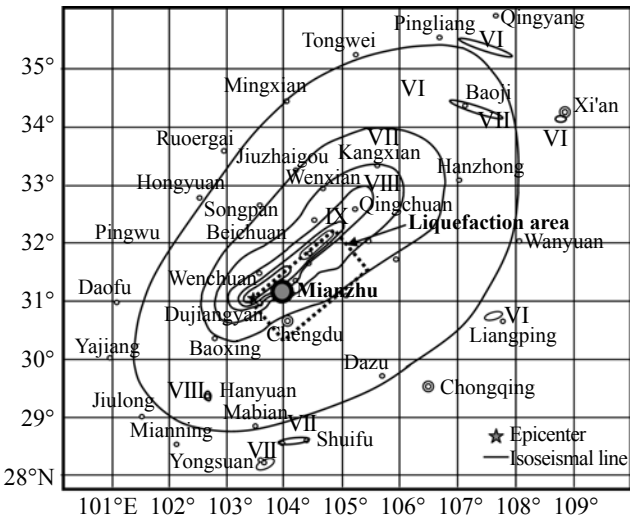 Qingyang
Pingliang
VI
Tongwei
35°
VI
Baoji
Mingxian
Xi'an
VII
34°
VI
VII
Ruoergai
Jiuzhaigou
Kangxian
Hanzhong
Wenxian
VIII
33°
Hongyuan
Songpan
IX
Qingchuan
Beichuan
Liquefaction area
Pingwu
32°
Wanyuan
Wenchuan
Daofu
Mianzhu
31°
Dujiangyan
VI
Chengdu
Liangping
Baoxing
Yajiang
30°
Dazu
VIII
Hanyuan
Chongqing
Jiulong
Mabian
29°
VII
Mianning
Shuifu
Epicenter
VII
Isoseismal line
Yongsuan
28°N
101°E 102° 103° 104° 105° 106° 107° 108° 109°